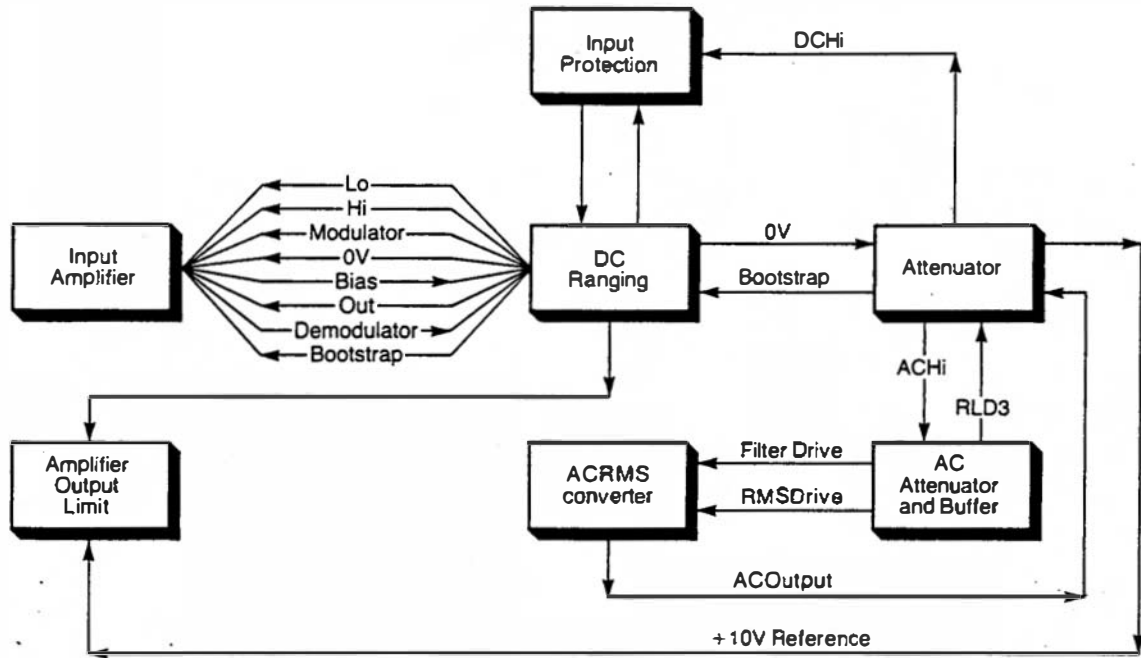 Input
Protection
DCHi
Lo
Hi
Modulator
0V
Bias
Out
Demodulator
Bootstrap
Input
Amplifier
DC
Ranging
0V
Bootstrap
Attenuator
ACHi
RLD3
Amplifier
Output
Limit
ACRMS
converter
Filter Drive
RMSDrive
AC
Attenuator
and Buffer
ACOutput
+10V Reference